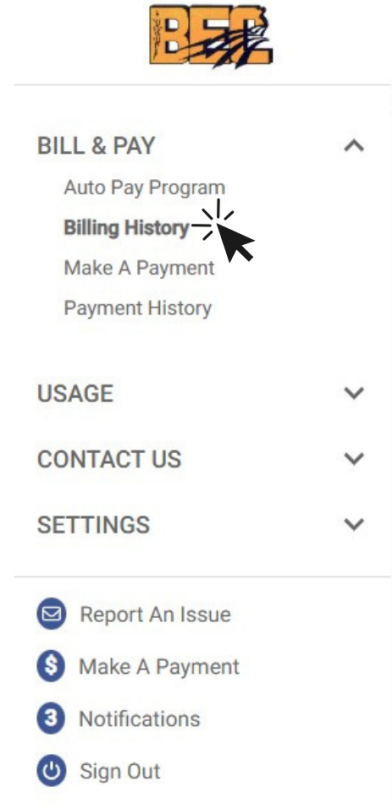 BEC
BILL & PAY
Auto Pay Program
Billing History
Make A Payment
Payment History
USAGE
CONTACT US
SETTINGS
Report An Issue
$ Make A Payment
3 Notifications
Sign Out